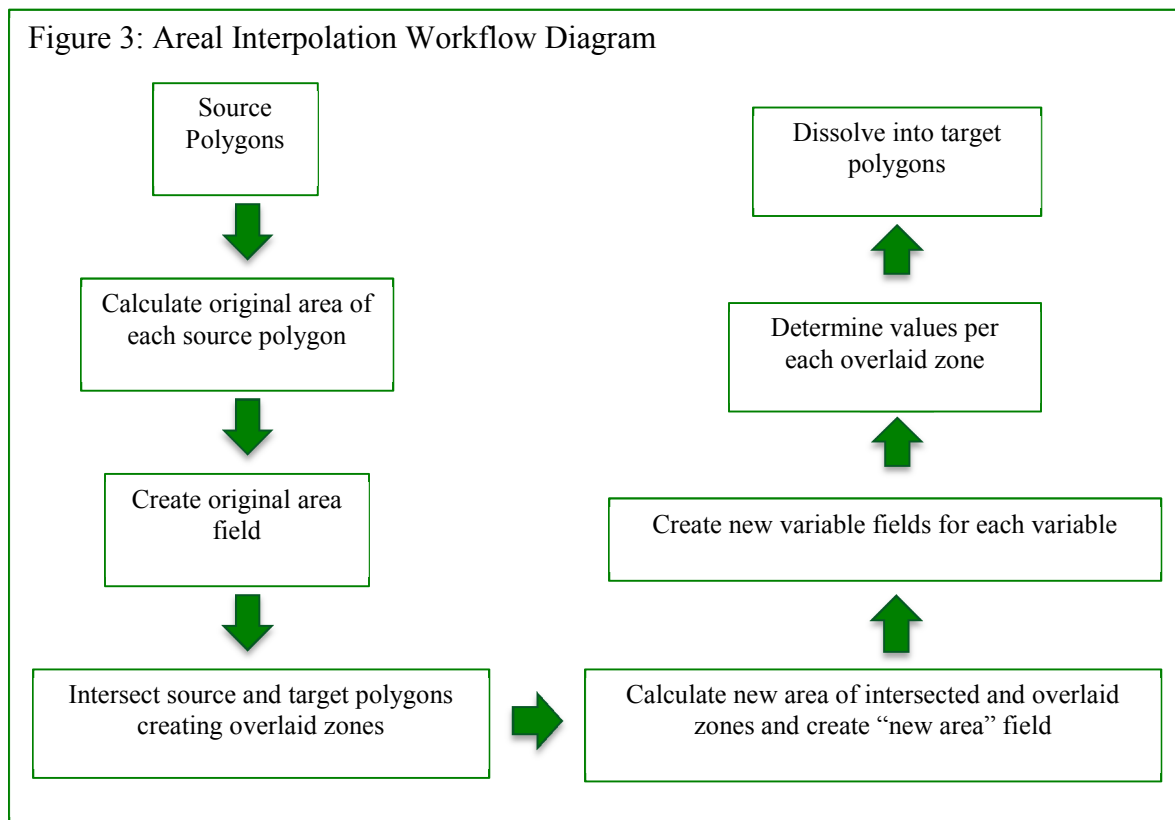 Figure 3: Areal Interpolation Workflow Diagram
Source
Polygons
Calculate original area of
each source polygon
Create original area
field
Intersect source and target polygons
creating overlaid zones
Calculate new area of intersected and overlaid
zones and create “new area” field
Create new variable fields for each variable
Determine values per
each overlaid zone
Dissolve into target
polygons